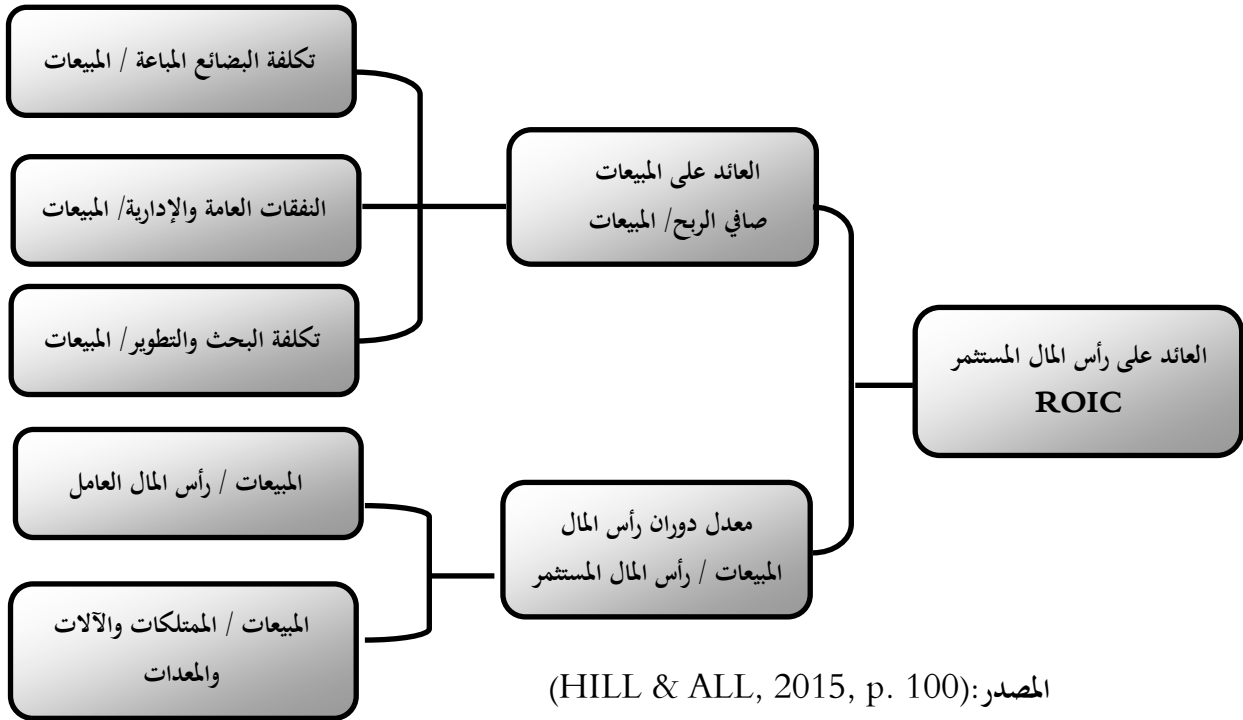 العائد على رأس المال المستثمر
ROIC
العائد على المبيعات
صافي الربح/ المبيعات
تكلفة البضائع المباعة / المبيعات
النفقات العامة والإدارية/ المبيعات
تكلفة البحث والتطوير/ المبيعات
معدل دوران رأس المال
المبيعات / رأس المال المستثمر
المبيعات / رأس المال العامل
المبيعات / الممتلكات والآلات
والمعدات
المصدر:(HILL & ALL, 2015, p. 100)